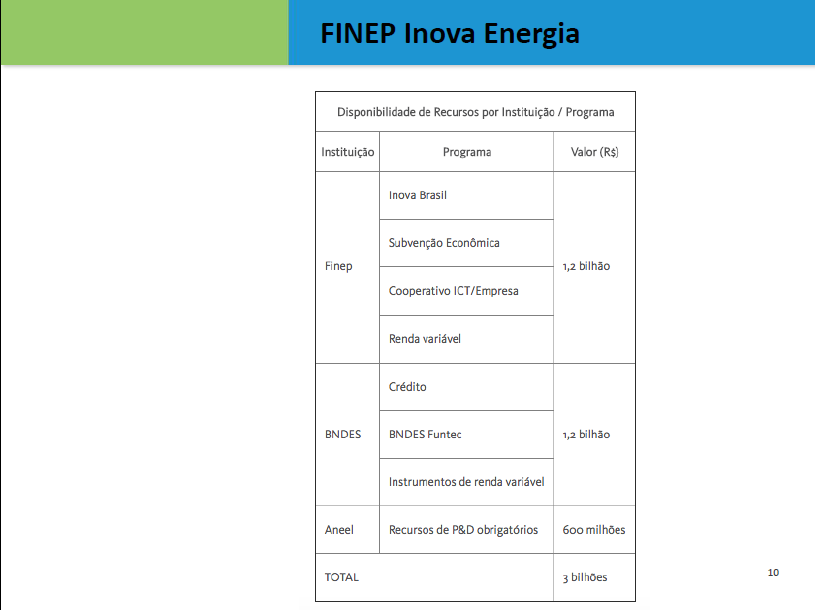 FINEP Inova Energia
Disponibilidade de Recursos por Instituição / Programa
Instituição Programa Valor (R$)
Finep
Inova Brasil
Subvenção Econômica
Cooperativo ICT/Empresa
Renda variável
1,2 bilhão
BNDES
Crédito
BNDES Funtec
Instrumentos de renda variável
1,2 bilhão
Aneel Recursos de P&D obrigatórios 600 milhões
TOTAL 3 bilhões
10